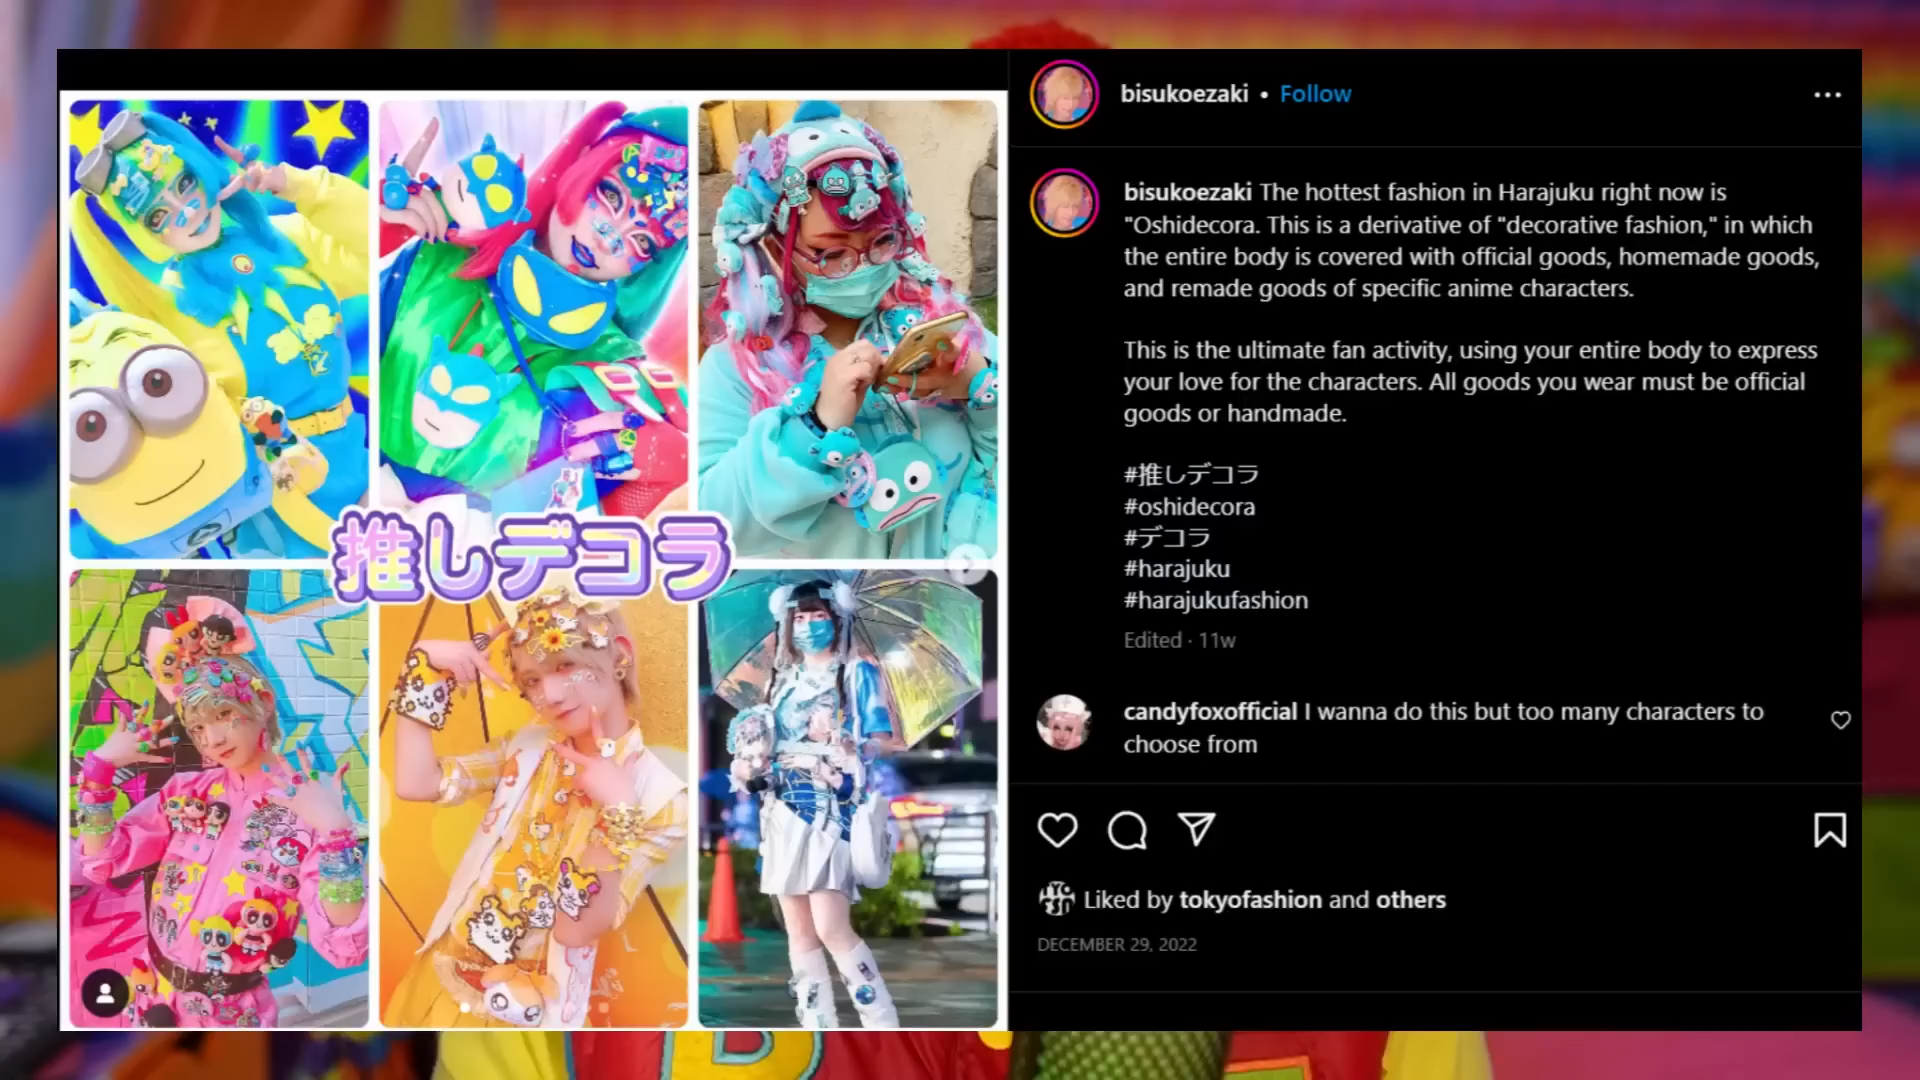 推しデコラ
bisukoezaki • Follow
bisukoezaki The hottest fashion in Harajuku right now is
"Oshidecora. This is a derivative of "decorative fashion," in which
the entire body is covered with official goods, homemade goods,
and remade goods of specific anime characters.
This is the ultimate fan activity, using your entire body to express
your love for the characters. All goods you wear must be official
goods or handmade.
#推しデコラ
#oshidecora
#デコラ
#harajuku
#harajukufashion
Edited · 11w
candyfoxofficial I wanna do this but too many characters to
choose from
Liked by tokyofashion and others
DECEMBER 29, 2022